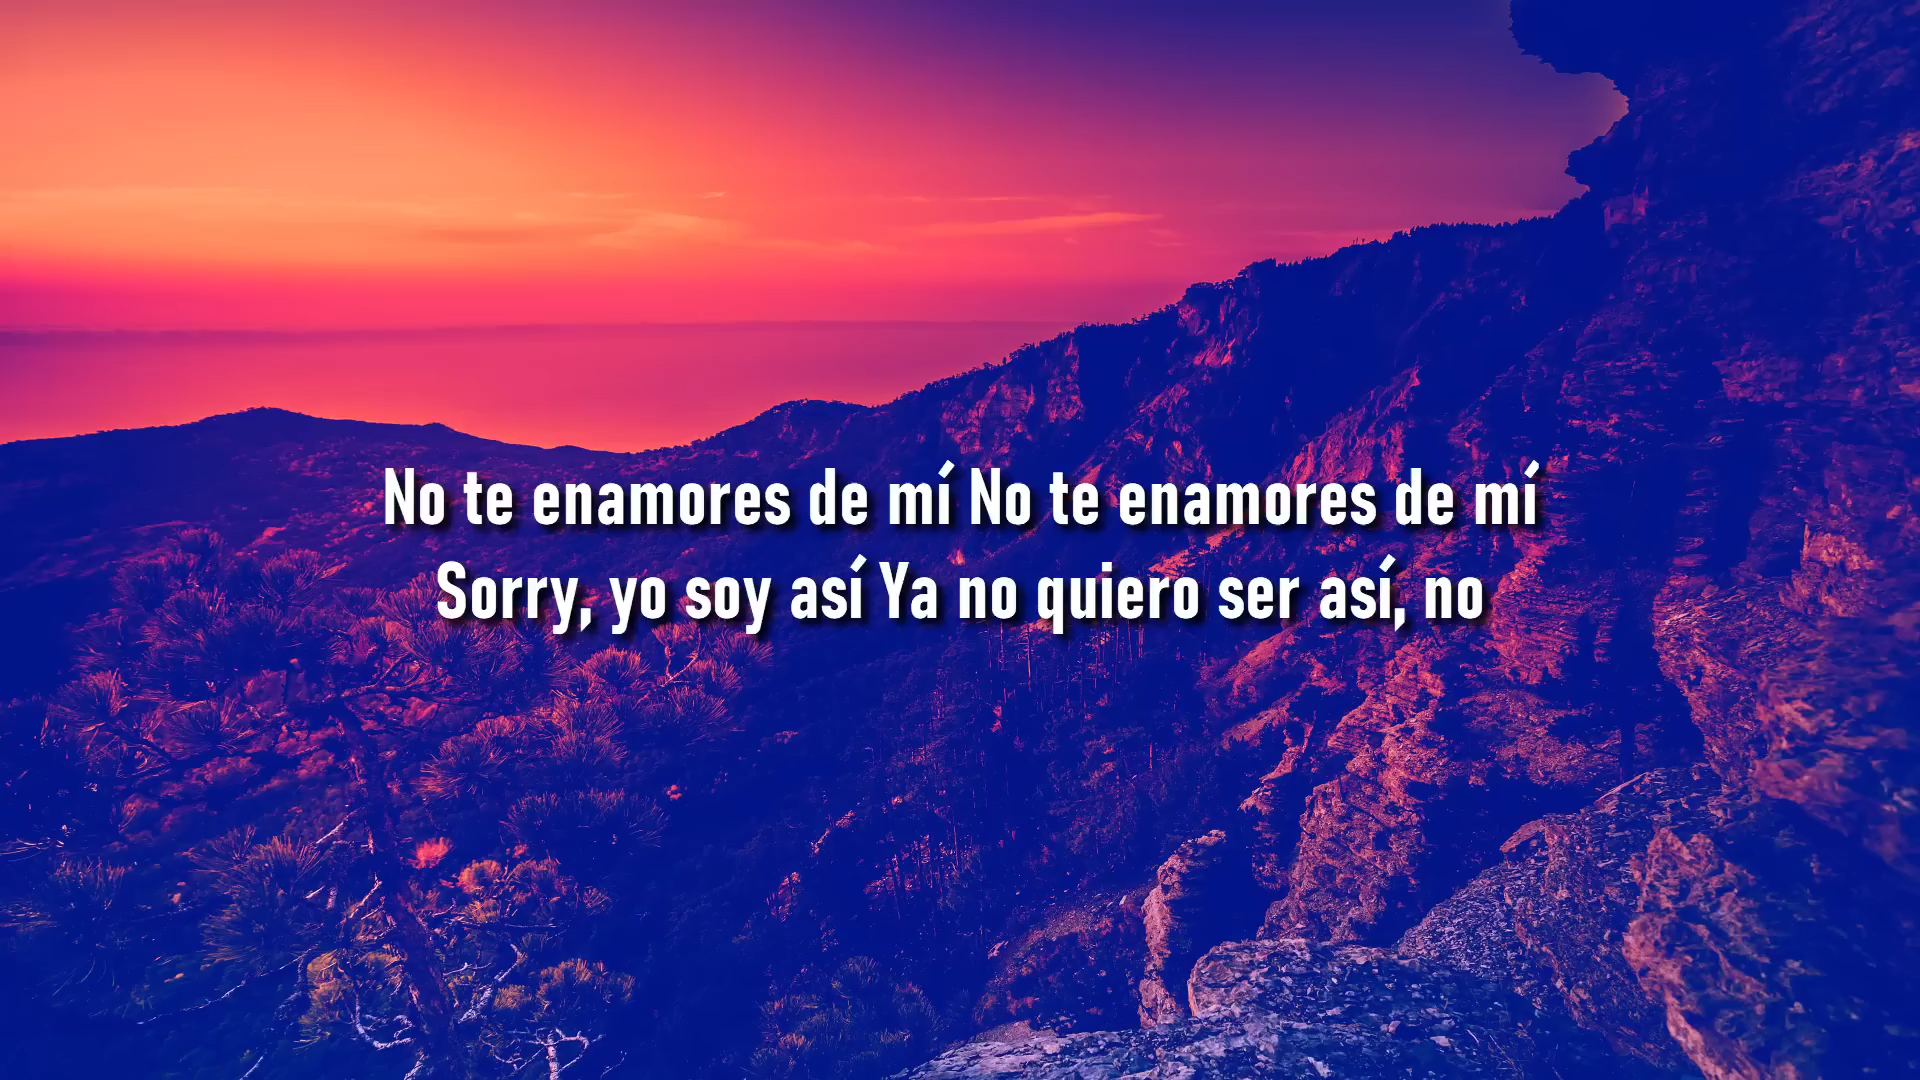 No te enamores de mí No te enamores de mí
Sorry, yo soy así Ya no quiero ser así, no